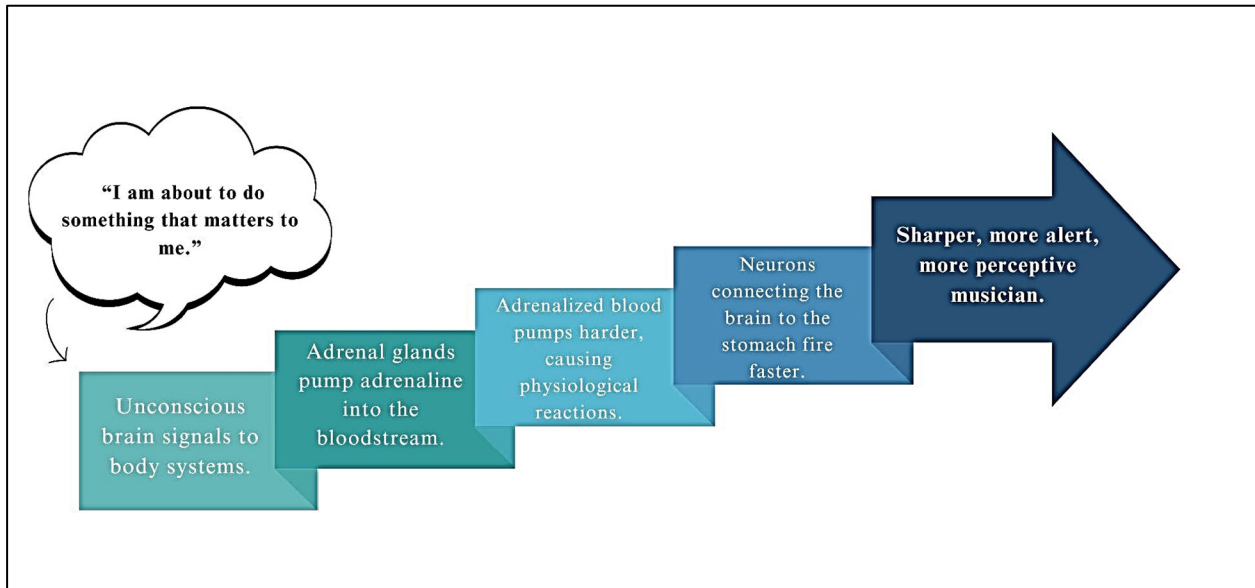 “I am about to do
something that matters to
me.”
Unconscious
brain signals to
body systems.
Adrenal glands
pump adrenaline
into the
bloodstream.
Adrenalized blood
pumps harder,
causing
physiological
reactions.
Neurons
connecting the
brain to the
stomach fire
faster.
Sharper, more alert,
more perceptive
musician.